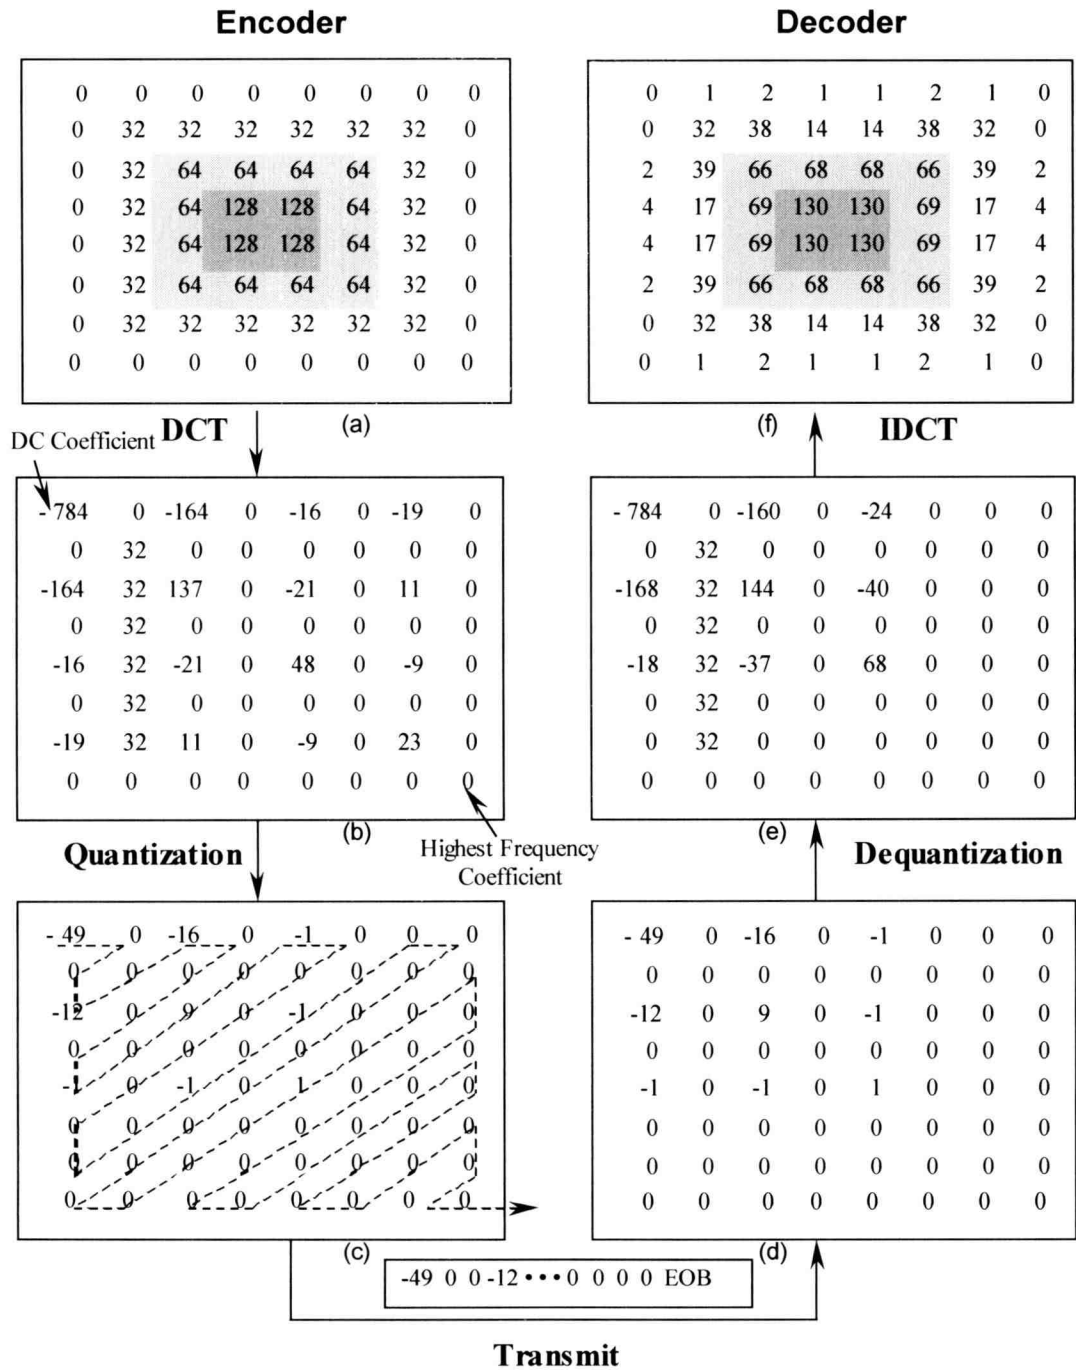 Encoder
0 0 0 0 0 0 0 0
0 32 32 32 32 32 32 0
0 32 64 64 64 64 32 0
0 32 64 128 128 64 32 0
0 32 64 128 128 64 32 0
0 32 64 64 64 64 32 0
0 32 32 32 32 32 32 0
0 0 0 0 0 0 0 0
(a)
DCT
DC Coefficient
- 784 0 -164 0 -16 0 -19 0
0 32 0 0 0 0 0 0
-164 32 137 0 -21 0 11 0
0 32 0 0 0 0 0 0
-16 32 -21 0 48 0 -9 0
0 32 0 0 0 0 0 0
-19 32 11 0 -9 0 23 0
0 0 0 0 0 0 0 0
(b)
Quantization
Highest Frequency
Coefficient
- 49 0 -16 0 -1 0 0 0
0 0 0 0 0 0 0 0
-12 0 9 0 -1 0 0 0
0 0 0 0 0 0 0 0
-1 0 -1 0 1 0 0 0
0 0 0 0 0 0 0 0
0 0 0 0 0 0 0 0
0 0 0 0 0 0 0 0
(c)
-49 0 0 -12 • • • 0 0 0 0 EOB
Transmit
Decoder
0 1 2 1 1 2 1 0
0 32 38 14 14 38 32 0
2 39 66 68 68 66 39 2
4 17 69 130 130 69 17 4
4 17 69 130 130 69 17 4
2 39 66 68 68 66 39 2
0 32 38 14 14 38 32 0
0 1 2 1 1 2 1 0
(f)
IDCT
- 784 0 -160 0 -24 0 0 0
0 32 0 0 0 0 0 0
-168 32 144 0 -40 0 0 0
0 32 0 0 0 0 0 0
-18 32 -37 0 68 0 0 0
0 32 0 0 0 0 0 0
0 32 0 0 0 0 0 0
0 0 0 0 0 0 0 0
(e)
Dequantization
- 49 0 -16 0 -1 0 0 0
0 0 0 0 0 0 0 0
-12 0 9 0 -1 0 0 0
0 0 0 0 0 0 0 0
-1 0 -1 0 1 0 0 0
0 0 0 0 0 0 0 0
0 0 0 0 0 0 0 0
0 0 0 0 0 0 0 0
(d)